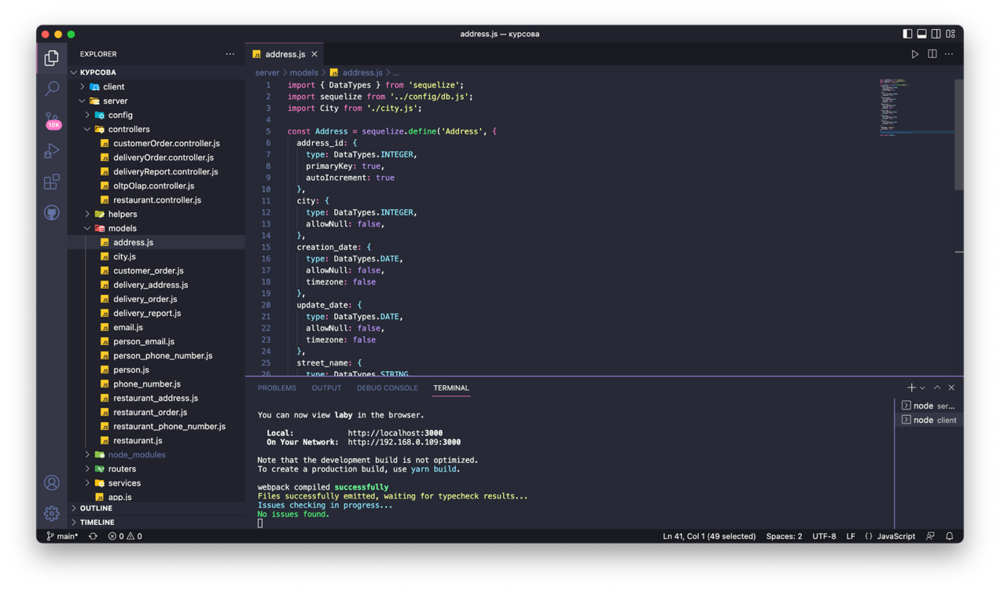 address.js — курсова
EXPLORER
КУРСОВА
client
server
config
controllers
customerOrder.controller.js
deliveryOrder.controller.js
deliveryReport.controller.js
oltpOlap.controller.js
restaurant.controller.js
helpers
models
address.js
city.js
customer_order.js
delivery_address.js
delivery_order.js
delivery_report.js
email.js
person_email.js
person_phone_number.js
person.js
phone_number.js
restaurant_address.js
restaurant_order.js
restaurant_phone_number.js
restaurant.js
node_modules
routers
services
app.js
OUTLINE
TIMELINE
10K
address.js
server > models > address.js > ...
1 import { DataTypes } from 'sequelize';
2 import sequelize from '../config/db.js';
3 import City from './city.js';
4
5 const Address = sequelize.define('Address', {
6 address_id: {
7 type: DataTypes.INTEGER,
8 primaryKey: true,
9 autoIncrement: true
10 },
11 city: {
12 type: DataTypes.INTEGER,
13 allowNull: false,
14 },
15 creation_date: {
16 type: DataTypes.DATE,
17 allowNull: false,
18 timezone: false
19 },
20 update_date: {
21 type: DataTypes.DATE,
22 allowNull: false,
23 timezone: false
24 },
25 street_name: {
26 type: DataTypes.STRING,
PROBLEMS OUTPUT DEBUG CONSOLE TERMINAL
You can now view laby in the browser.
Local: http://localhost:3000
On Your Network: http://192.168.0.109:3000
Note that the development build is not optimized.
To create a production build, use yarn build.
webpack compiled successfully
Files successfully emitted, waiting for typecheck results...
Issues checking in progress...
No issues found.
node ser...
node client
main* 0 0 Ln 41, Col 1 (49 selected) Spaces: 2 UTF-8 LF {} JavaScript